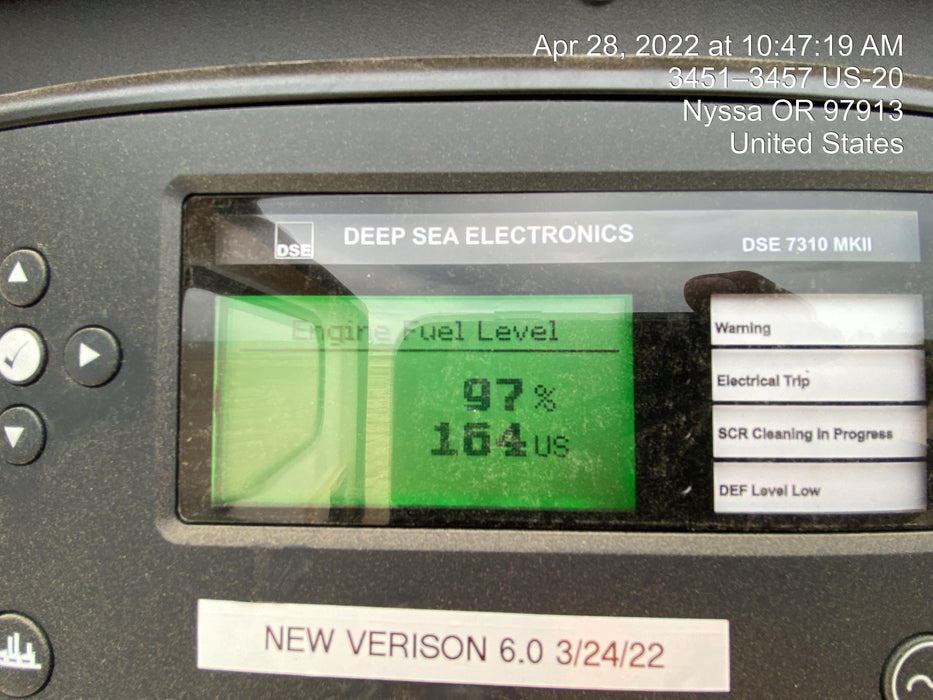 Apr 28, 2022 at 10:47:19 AM
3451–3457 US-20
Nyssa OR 97913
United States
DSE
DEEP SEA ELECTRONICS
DSE 7310 MKII
Engine Fuel Level
97 %
164 US
Warning
Electrical Trip
SCR Cleaning In Progress
DEF Level Low
NEW VERISON 6.0 3/24/22